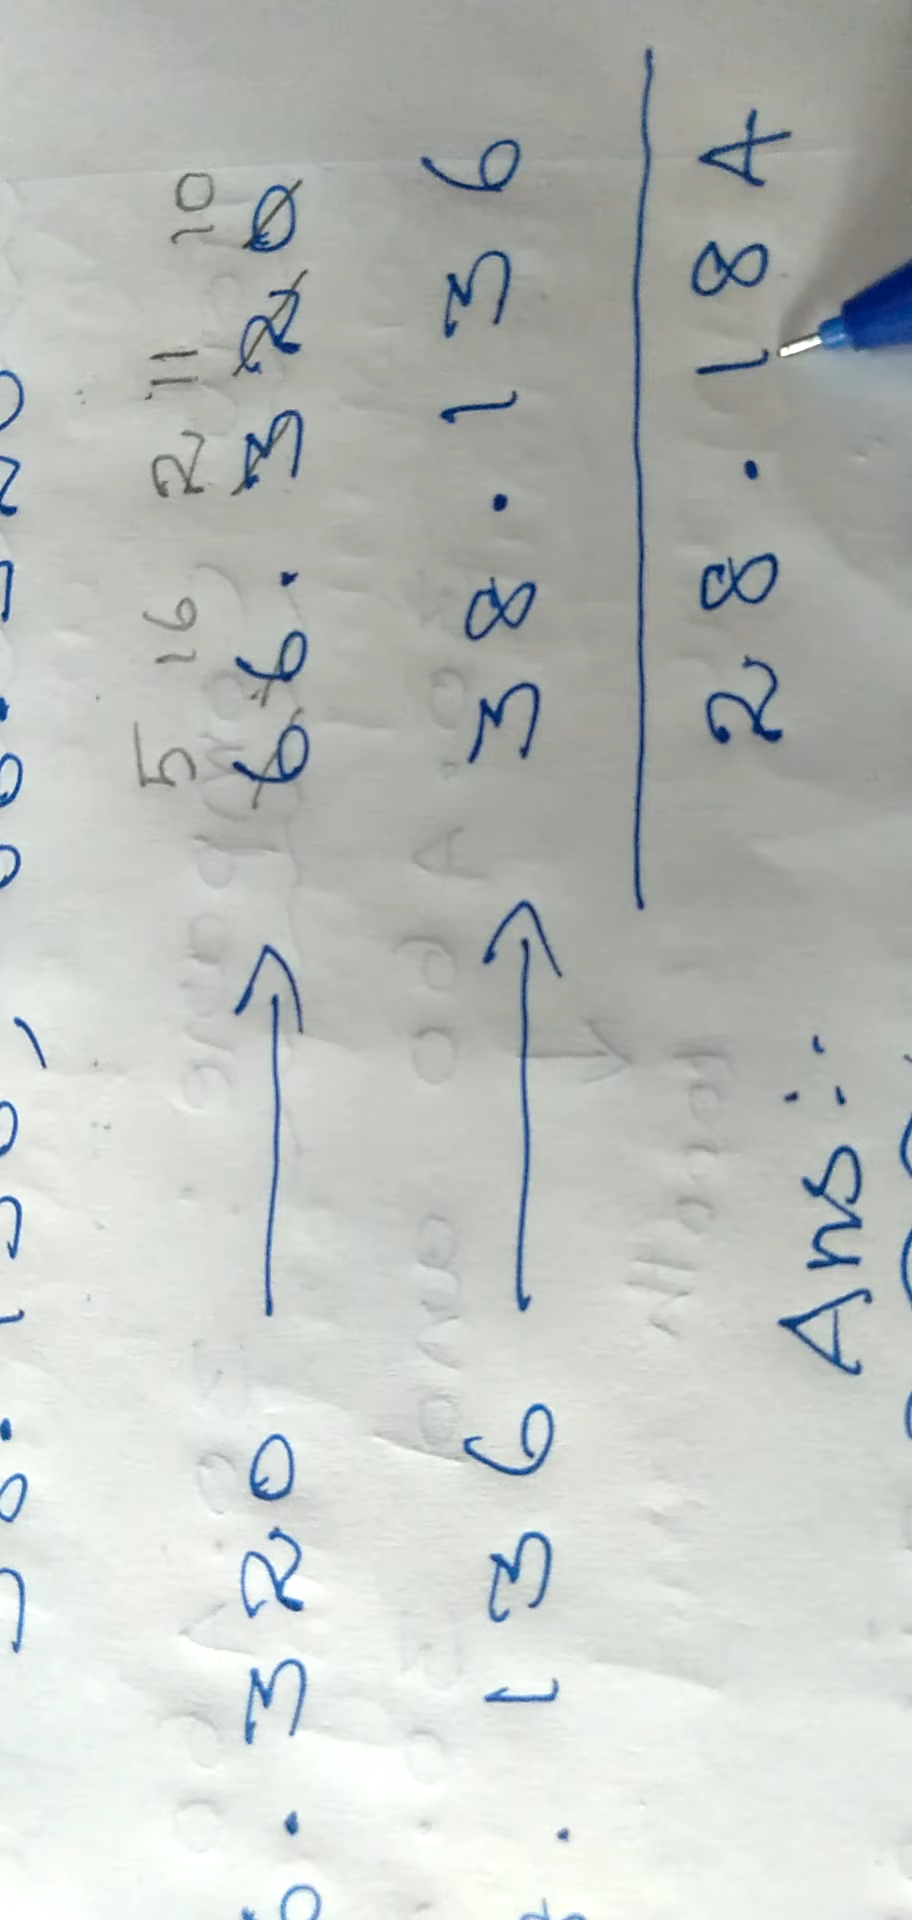 5 16 2 11 10
.320 → 66.320
.136 → 38.136
28.184
Ans: